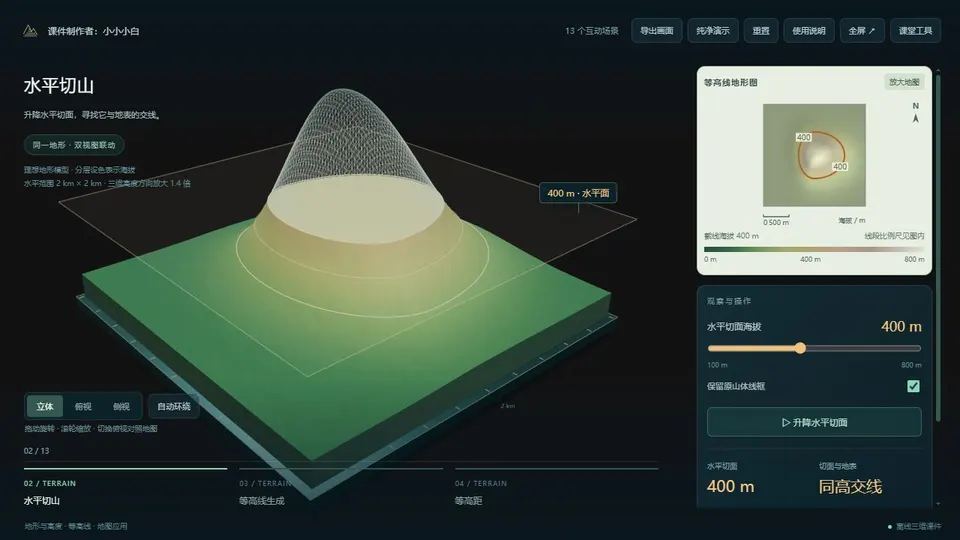 课件制作者：小小小白
13 个互动场景
导出画面
纯净演示
重置
使用说明
全屏 ↗
课堂工具
水平切山
升降水平切面，寻找它与地表的交线。
同一地形 · 双视图联动
理想地形模型 · 分层设色表示海拔
水平范围 2 km × 2 km · 三维高度方向放大 1.4 倍
400 m · 水平面
2 km
等高线地形图
放大地图
N
400
400
0 500 m
海拔 / m
线段比例尺见图内
0 m
400 m
800 m
观察与操作
水平切面海拔
400 m
100 m
800 m
保留原山体线框
▷ 升降水平切面
水平切面
切面与地表
400 m
同高交线
立体
俯视
侧视
自动环绕
拖动旋转 · 滚轮缩放 · 切换俯视对照地图
02 / 13
02 / TERRAIN
水平切山
03 / TERRAIN
等高线生成
04 / TERRAIN
等高距
地形与高度 · 等高线 · 地图应用
离线三维课件